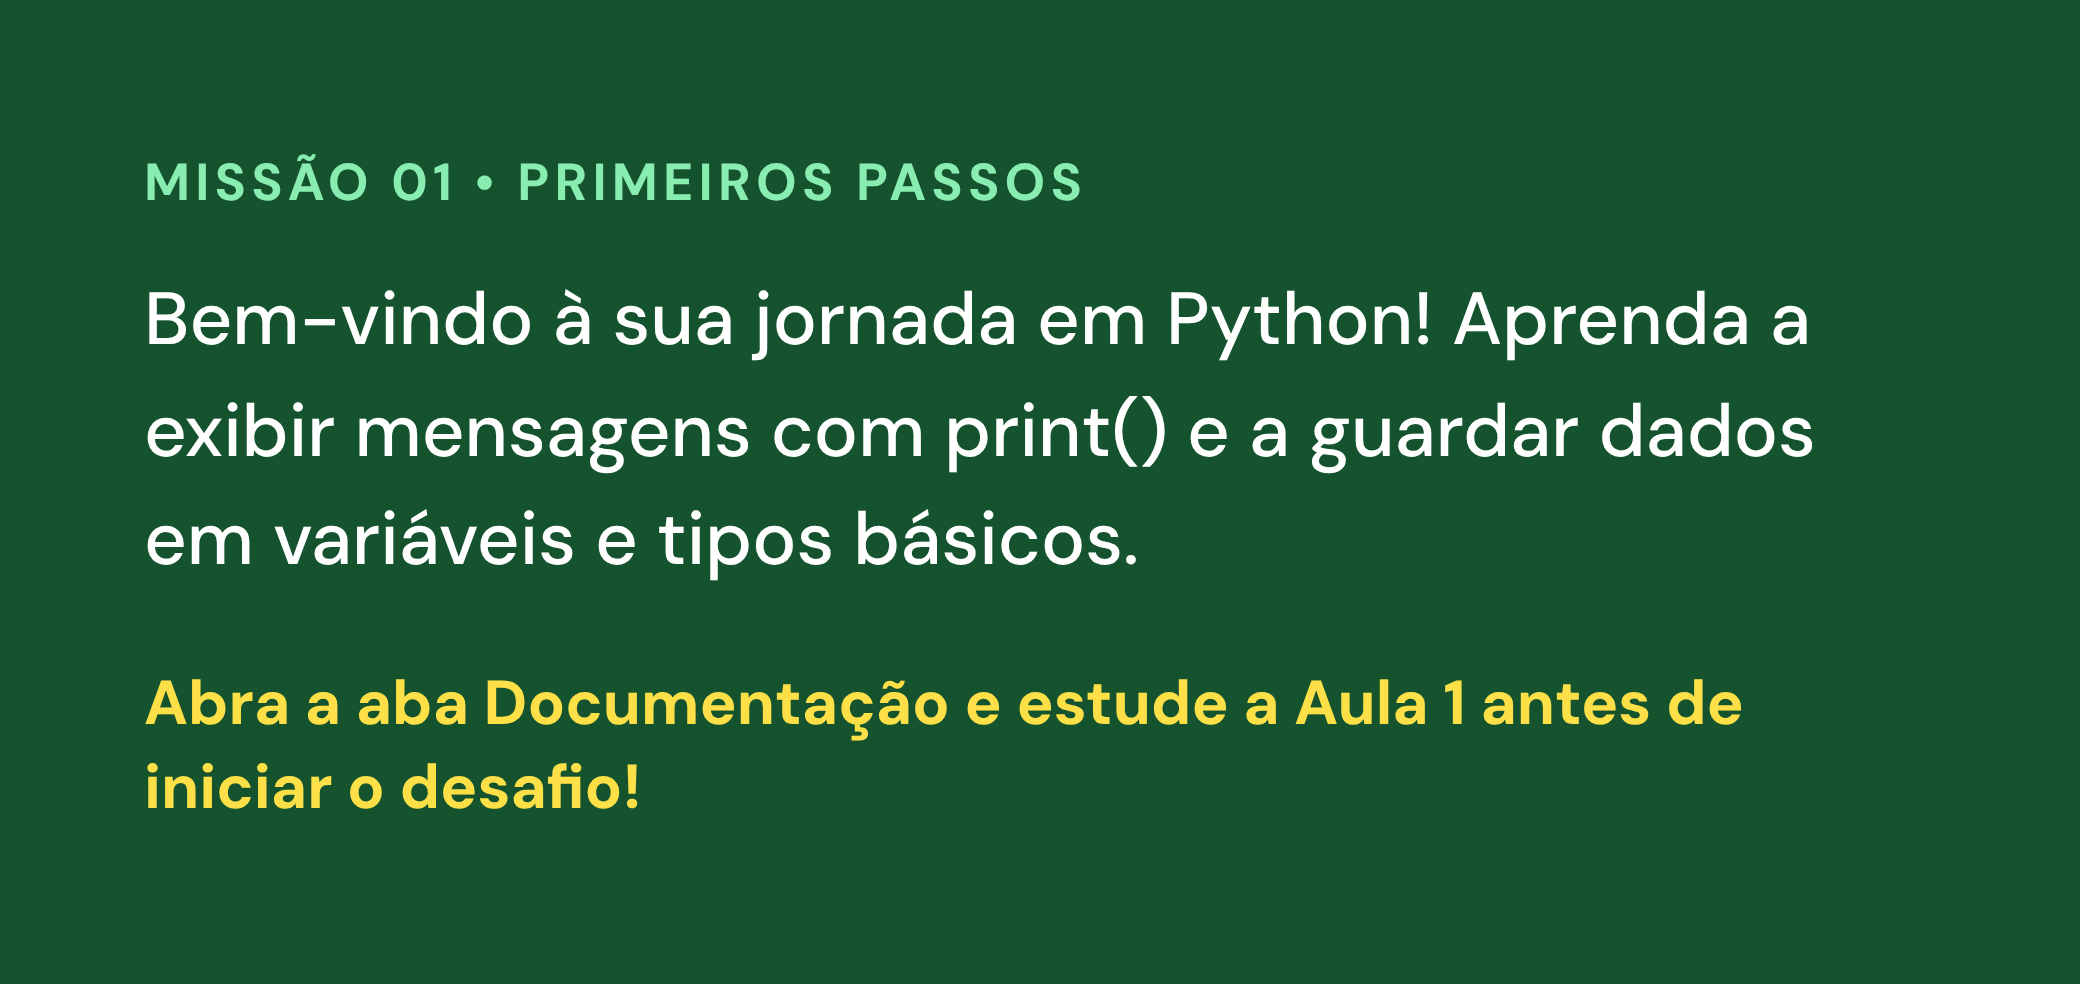 MISSÃO 01 • PRIMEIROS PASSOS
Bem-vindo à sua jornada em Python! Aprenda a
exibir mensagens com print() e a guardar dados
em variáveis e tipos básicos.
Abra a aba Documentação e estude a Aula 1 antes de
iniciar o desafio!